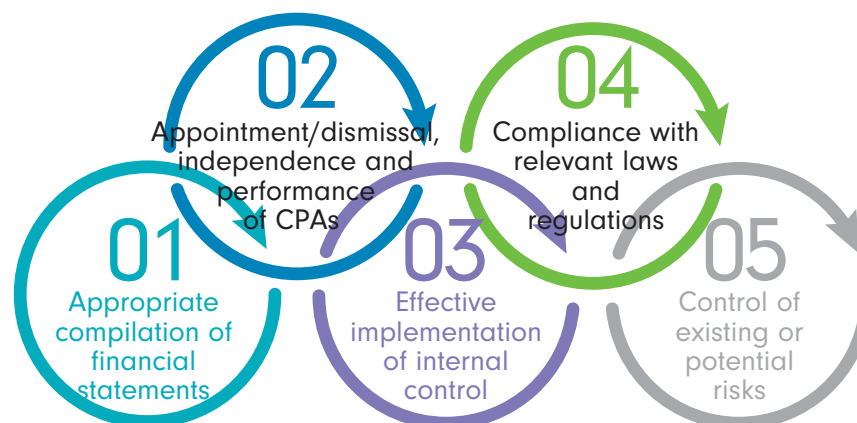 01
Appropriate
compilation of
financial
statements
02
Appointment/dismissal,
independence and
performance
of CPAs
03
Effective
implementation
of internal
control
04
Compliance with
relevant laws
and
regulations
05
Control of
existing or
potential
risks